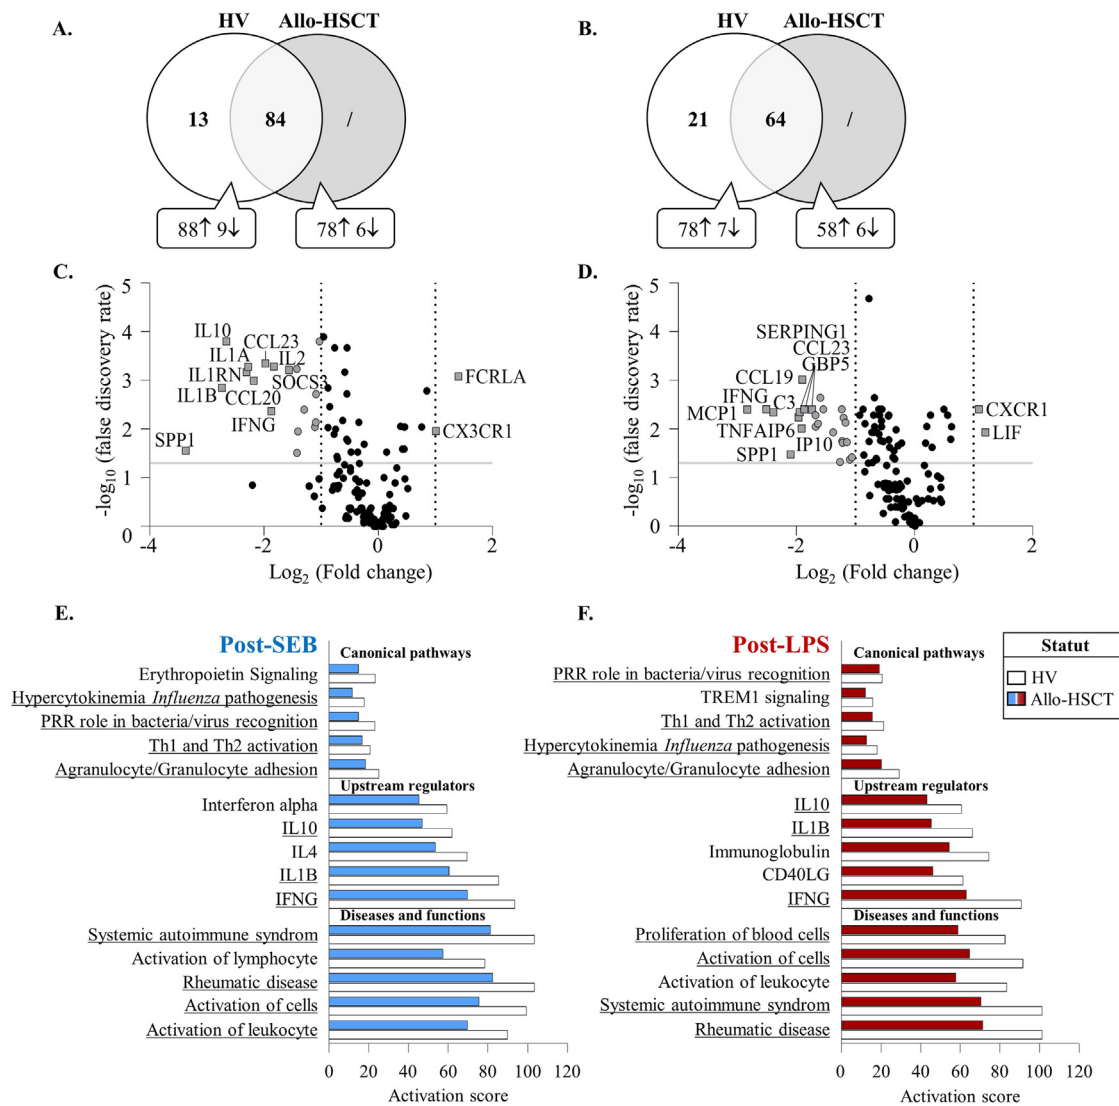 A.
HV
Allo-HSCT
13
84
/
88↑ 9↓
78↑ 6↓
B.
HV
Allo-HSCT
21
64
/
78↑ 7↓
58↑ 6↓
C.
-log10 (false discovery rate)
5
4
3
2
1
0
IL10
CCL23
IL1A
IL2
IL1RN
SOCS3
IL1B
CCL20
IFNG
SPP1
FCRLA
CX3CR1
-4
-2
0
2
Log2 (Fold change)
D.
-log10 (false discovery rate)
5
4
3
2
1
0
SERPING1
CCL23
GBP5
CCL19
IFNG
C3
MCP1
TNFAIP6
IP10
SPP1
CXCR1
LIF
-4
-2
0
2
Log2 (Fold change)
E.
Post-SEB
Canonical pathways
Erythropoietin Signaling
Hypercytokinemia Influenza pathogenesis
PRR role in bacteria/virus recognition
Th1 and Th2 activation
Agranulocyte/Granulocyte adhesion
Upstream regulators
Interferon alpha
IL10
IL4
IL1B
IFNG
Diseases and functions
Systemic autoimmune syndrom
Activation of lymphocyte
Rheumatic disease
Activation of cells
Activation of leukocyte
0 20 40 60 80 100 120
Activation score
F.
Post-LPS
Canonical pathways
PRR role in bacteria/virus recognition
TREM1 signaling
Th1 and Th2 activation
Hypercytokinemia Influenza pathogenesis
Agranulocyte/Granulocyte adhesion
Upstream regulators
IL10
IL1B
Immunoglobulin
CD40LG
IFNG
Diseases and functions
Proliferation of blood cells
Activation of cells
Activation of leukocyte
Systemic autoimmune syndrom
Rheumatic disease
0 20 40 60 80 100 120
Activation score
Statut
HV
Allo-HSCT